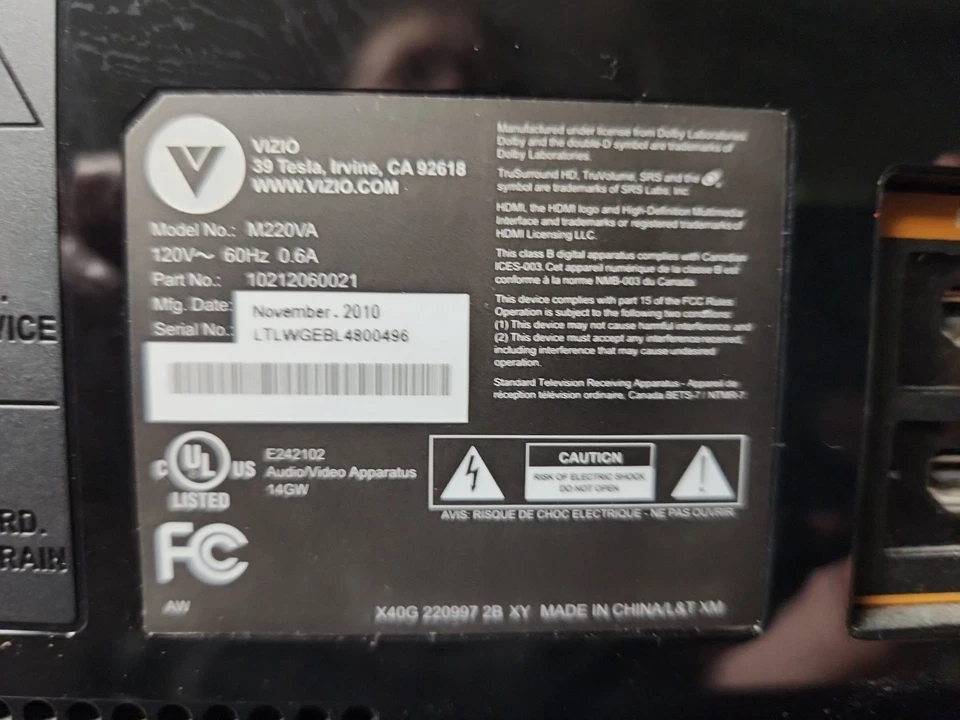 VIZIO
39 Tesla, Irvine, CA 92618
WWW.VIZIO.COM
Model No.: M220VA
120V~ 60Hz 0.6A
Part No.: 10212060021
Mfg. Date: November . 2010
Serial No.: LTLWGEBL4800496
C UL US
LISTED
E242102
Audio/Video Apparatus
14GW
FC
AW
Manufactured under license from Dolby Laboratories
Dolby and the double-D symbol are trademarks of
Dolby Laboratories.
TruSurround HD, TruVolume, SRS and the
symbol are trademarks of SRS Labs, Inc
HDMI, the HDMI logo and High-Definition Multimedia
Interface and trademarks or registered trademarks of
HDMI Licensing LLC.
This class B digital apparatus complies with Canadian
ICES-003. Cet appareil numérique de la classe B est
conforme à la norme NMB-003 du Canada
This device complies with part 15 of the FCC Rules
Operation is subject to the following two conditions:
(1) This device may not cause harmful interference, and
(2) This device must accept any interference received,
including interference that may cause undesired
operation.
Standard Television Receiving Apparatus - Appareil de
réception télévision ordinaire, Canada BETS-7 / NTMR-7
CAUTION
RISK OF ELECTRIC SHOCK
DO NOT OPEN
AVIS: RISQUE DE CHOC ELECTRIQUE - NE PAS OUVRIR
X40G 220997 2B XY MADE IN CHINA/L&T XM
VICE
RD.
RAIN